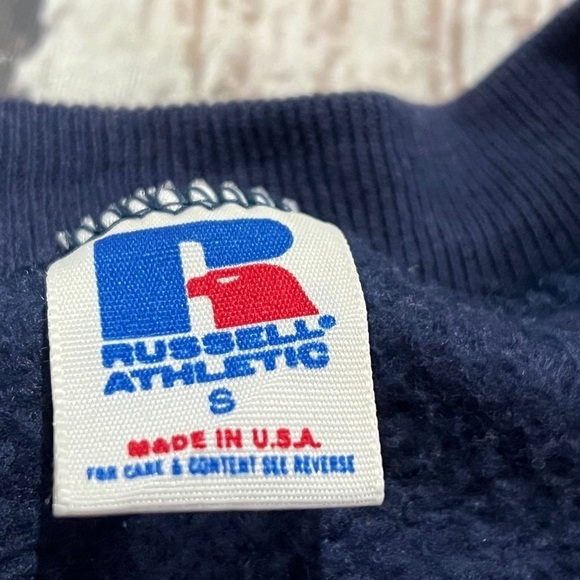 RUSSELL
ATHLETIC
S
MADE IN U.S.A.
FOR CARE & CONTENT SEE REVERSE